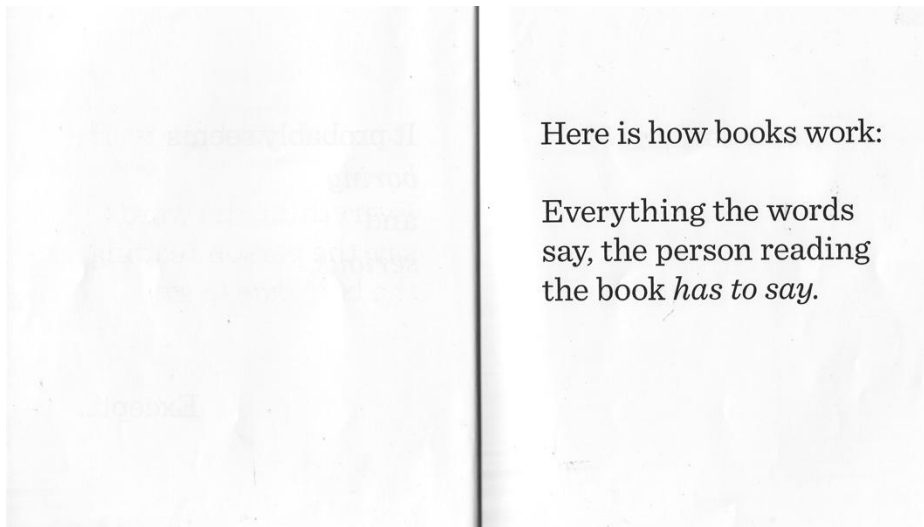 Here is how books work:
Everything the words
say, the person reading
the book has to say.